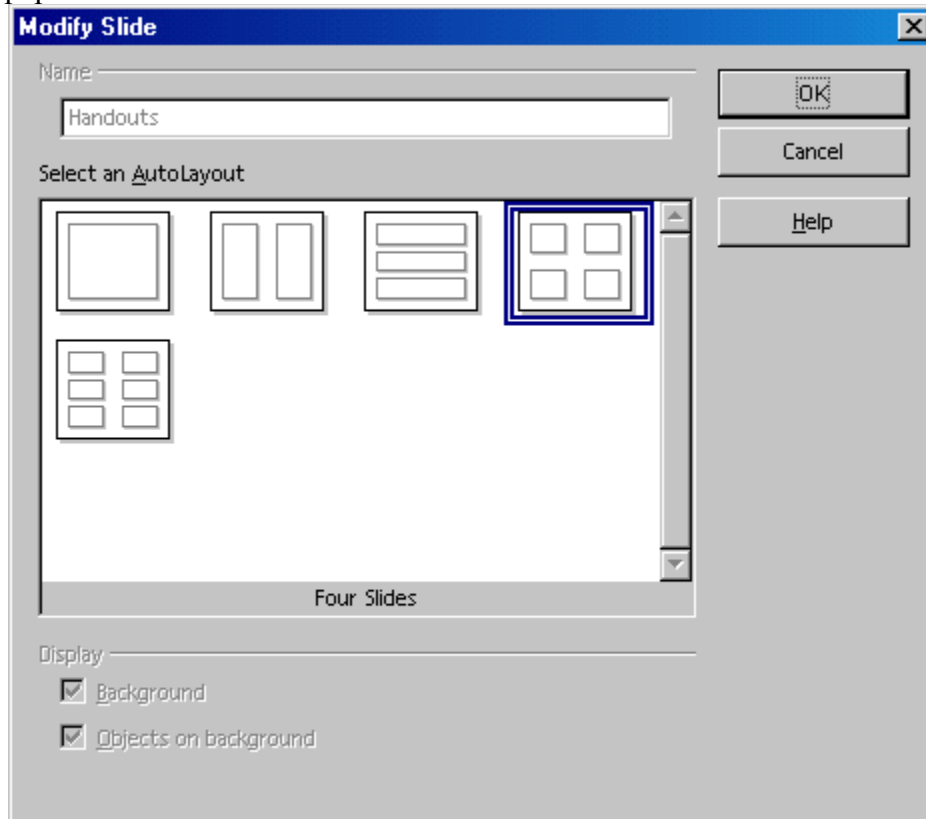 Modify Slide
Name
OK
Handouts
Cancel
Select an AutoLayout
Help
Four Slides
Display
Background
Objects on background